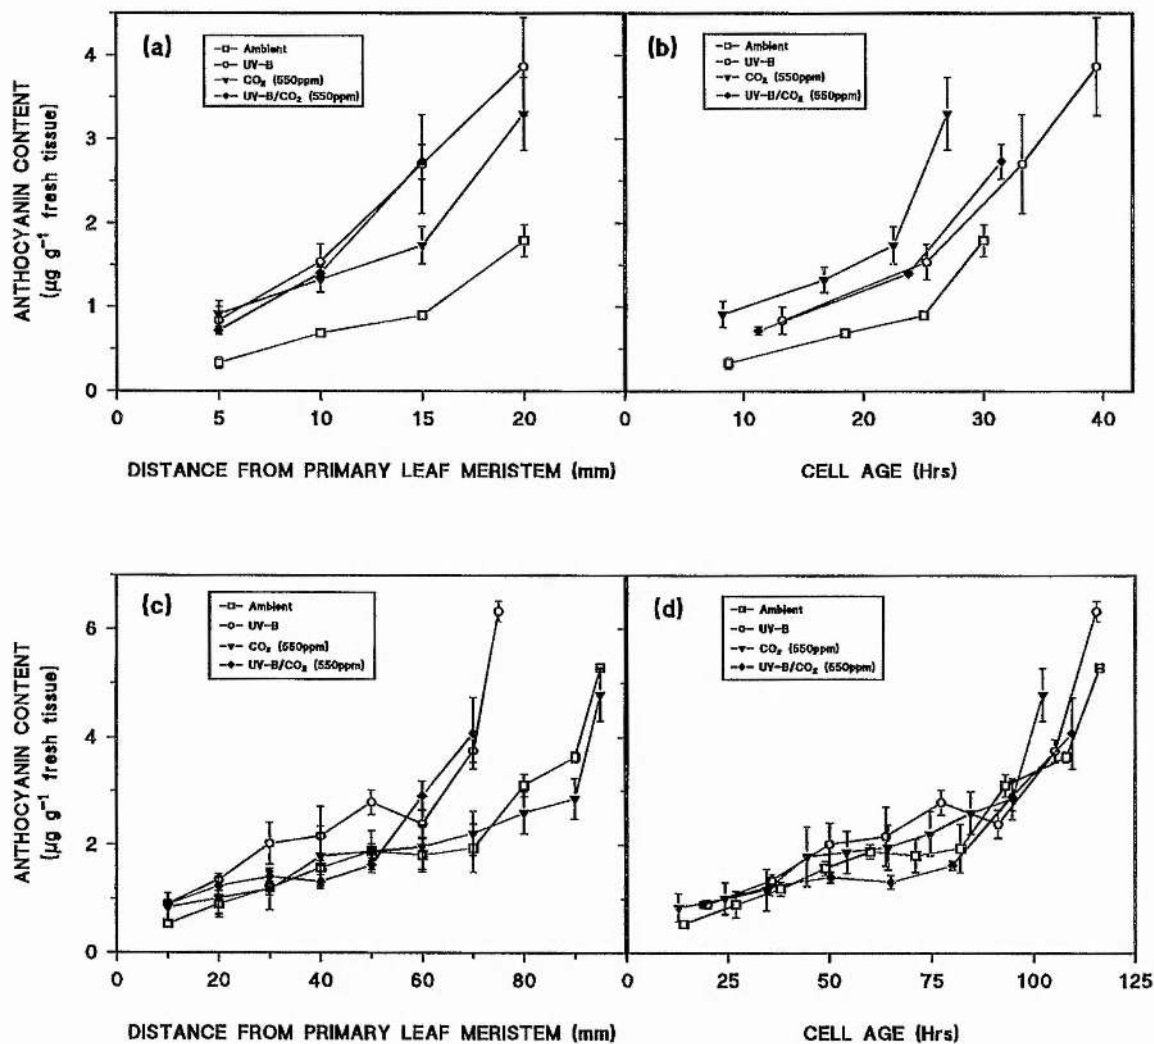 (a)
Ambient
UV-B
CO₂ (550ppm)
UV-B/CO₂ (550ppm)
(b)
Ambient
UV-B
CO₂ (550ppm)
UV-B/CO₂ (550ppm)
ANTHOCYANIN CONTENT
(µg g⁻¹ fresh tissue)
4
3
2
1
0
0 5 10 15 20
0 10 20 30 40
DISTANCE FROM PRIMARY LEAF MERISTEM (mm)
CELL AGE (Hrs)
(c)
Ambient
UV-B
CO₂ (550ppm)
UV-B/CO₂ (550ppm)
(d)
Ambient
UV-B
CO₂ (550ppm)
UV-B/CO₂ (550ppm)
ANTHOCYANIN CONTENT
(µg g⁻¹ fresh tissue)
6
4
2
0
0 20 40 60 80
0 25 50 75 100 125
DISTANCE FROM PRIMARY LEAF MERISTEM (mm)
CELL AGE (Hrs)